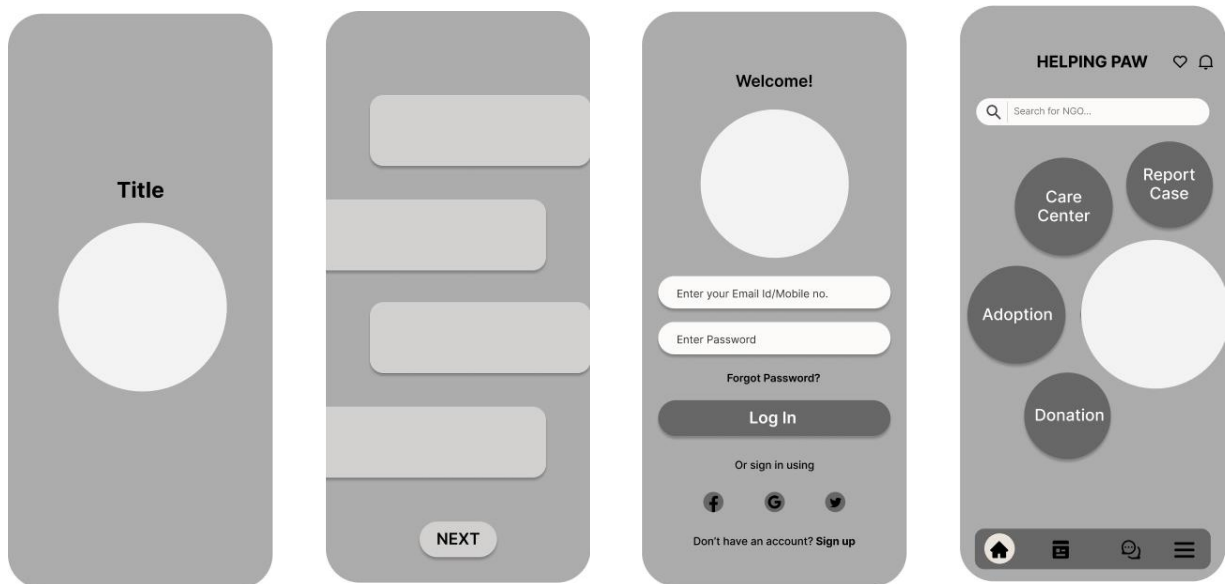 Title
NEXT
Welcome!
Enter your Email Id/Mobile no.
Enter Password
Forgot Password?
Log In
Or sign in using
Don't have an account? Sign up
HELPING PAW
Search for NGO...
Report
Case
Care
Center
Adoption
Donation